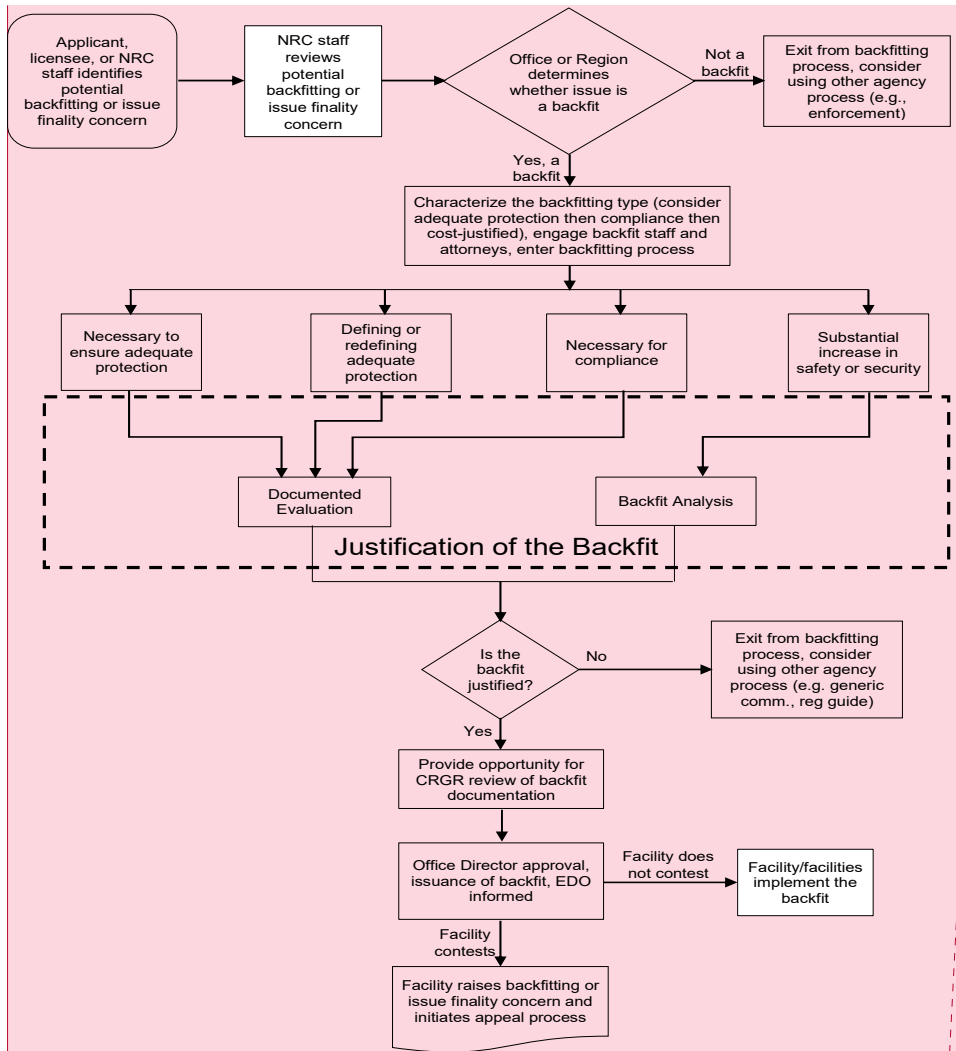 Applicant,
licensee, or NRC
staff identifies
potential
backfitting or issue
finality concern
NRC staff
reviews
potential
backfitting
or issue
finality
concern
Office or Region
determines
whether issue is
a backfit
Not a
backfit
Exit from backfitting
process, consider
using other agency
process (e.g.,
enforcement)
Yes, a
backfit
Characterize the backfitting type (consider
adequate protection then compliance then
cost-justified), engage backfit staff and
attorneys, enter backfitting process
Necessary to
ensure adequate
protection
Defining or
redefining
adequate
protection
Necessary for
compliance
Substantial
increase in
safety or security
Documented
Evaluation
Backfit Analysis
Justification of the Backfit
Is the
backfit
justified?
No
Exit from backfitting
process, consider
using other agency
process (e.g. generic
comm., reg guide)
Yes
Provide opportunity for
CRGR review of backfit
documentation
Office Director approval,
issuance of backfit, EDO
informed
Facility does
not contest
Facility/facilities
implement the
backfit
Facility
contests
Facility raises backfitting or
issue finality concern and
initiates appeal process